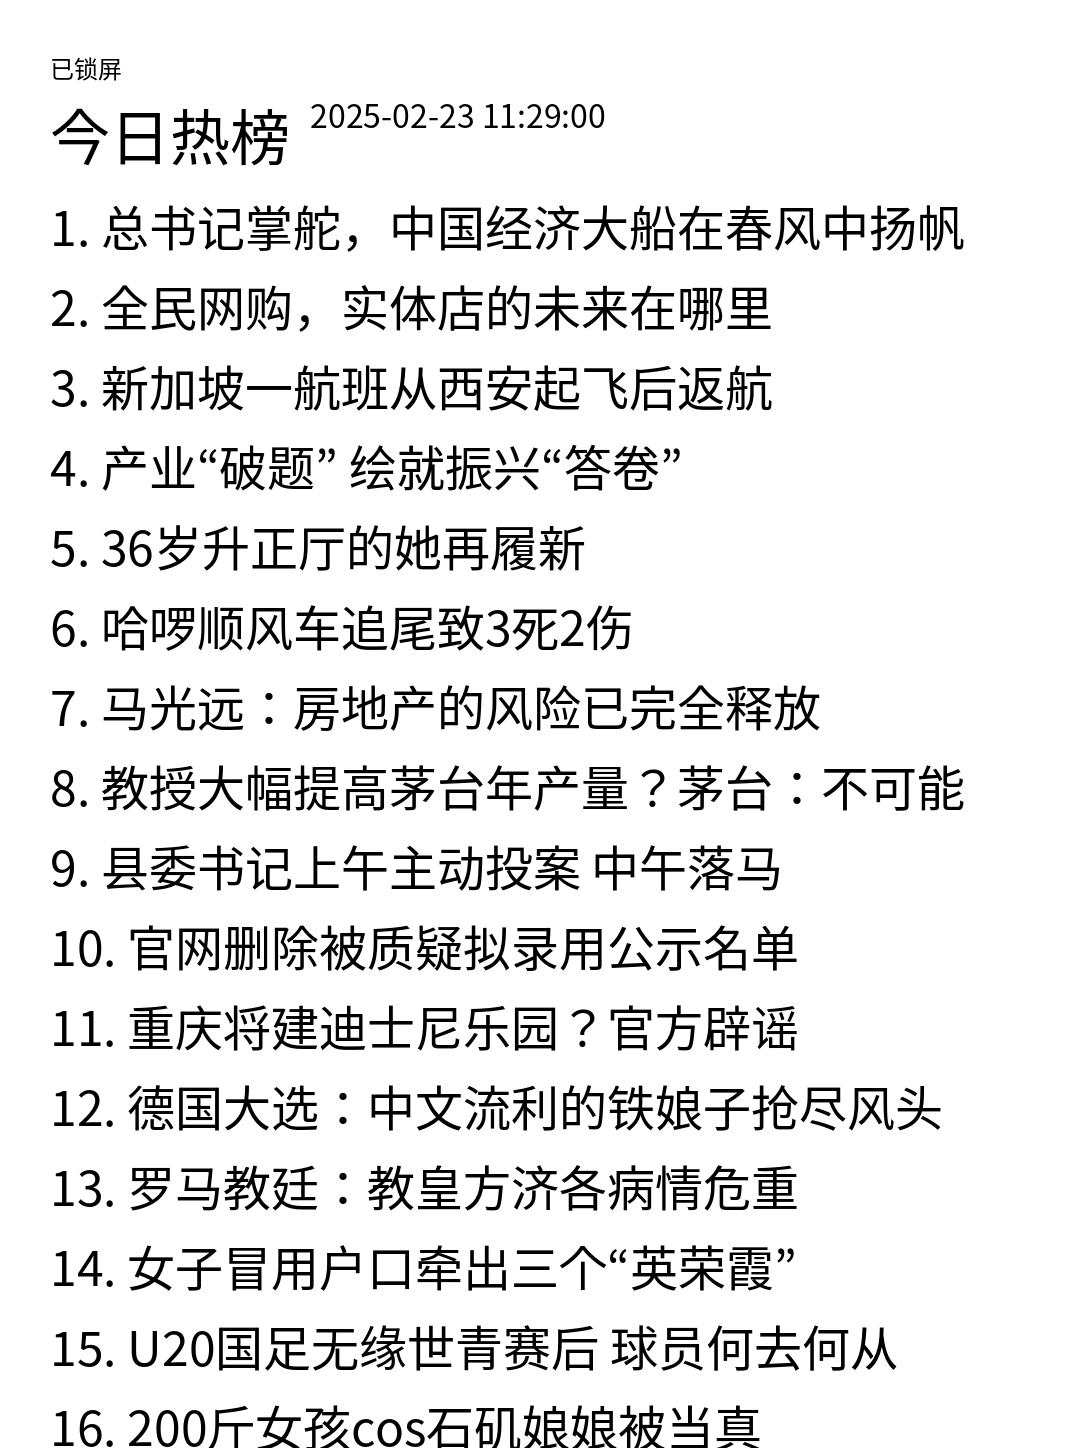 已锁屏
今日热榜 2025-02-23 11:29:00
1. 总书记掌舵，中国经济大船在春风中扬帆
2. 全民网购，实体店的未来在哪里
3. 新加坡一航班从西安起飞后返航
4. 产业“破题” 绘就振兴“答卷”
5. 36岁升正厅的她再履新
6. 哈啰顺风车追尾致3死2伤
7. 马光远：房地产的风险已完全释放
8. 教授大幅提高茅台年产量？茅台：不可能
9. 县委书记上午主动投案 中午落马
10. 官网删除被质疑拟录用公示名单
11. 重庆将建迪士尼乐园？官方辟谣
12. 德国大选：中文流利的铁娘子抢尽风头
13. 罗马教廷：教皇方济各病情危重
14. 女子冒用户口牵出三个“英荣霞”
15. U20国足无缘世青赛后 球员何去何从
16. 200斤女孩cos石矶娘娘被当真